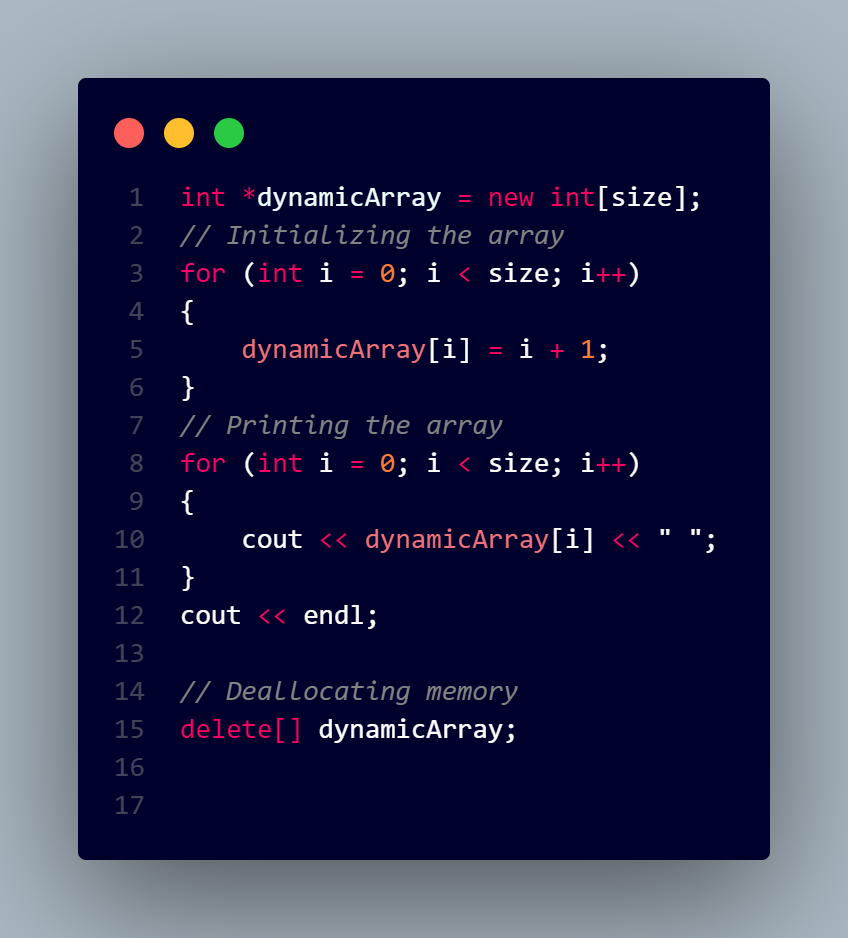 1 int *dynamicArray = new int[size];
2 // Initializing the array
3 for (int i = 0; i < size; i++)
4 {
5     dynamicArray[i] = i + 1;
6 }
7 // Printing the array
8 for (int i = 0; i < size; i++)
9 {
10     cout << dynamicArray[i] << " ";
11 }
12 cout << endl;
13
14 // Deallocating memory
15 delete[] dynamicArray;
16
17